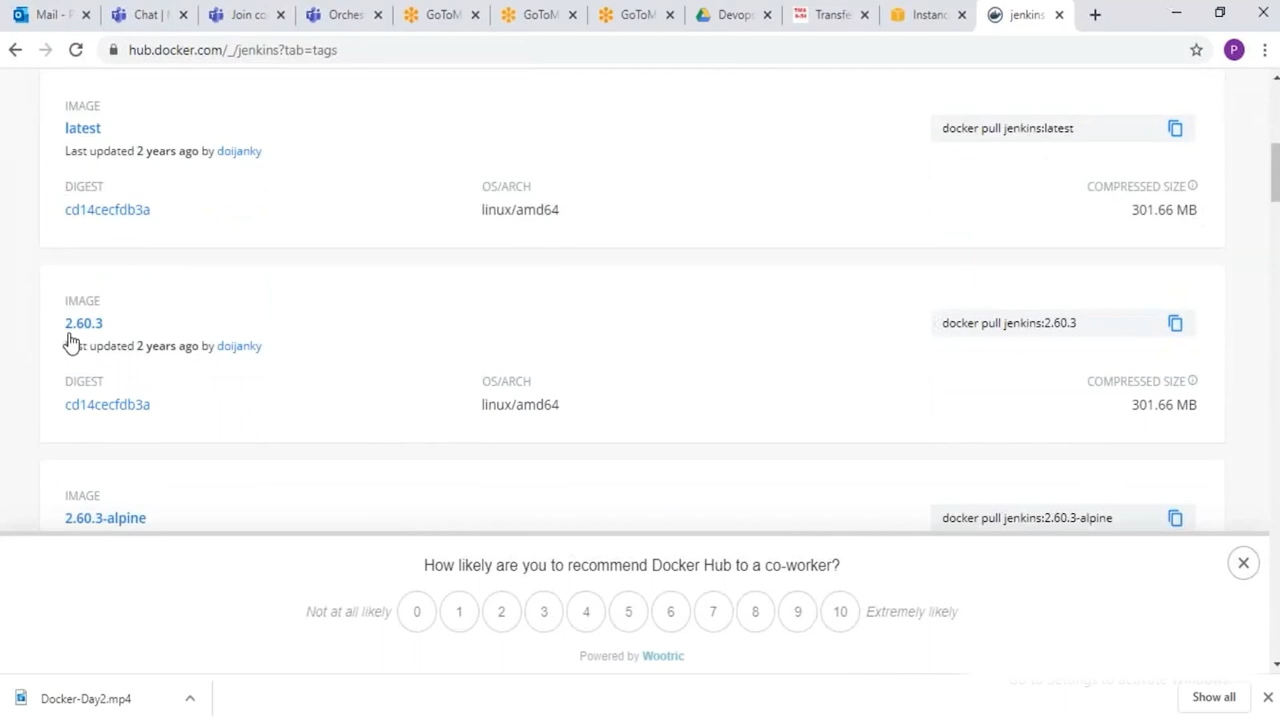 Mail - P
Chat |
Join co
Orches
GoToM
GoToM
GoToM
Devop
Transfe
Instanc
jenkins
hub.docker.com/_/jenkins?tab=tags
P
IMAGE
latest
docker pull jenkins:latest
Last updated 2 years ago by doijanky
DIGEST
OS/ARCH
COMPRESSED SIZE
cd14cecfdb3a
linux/amd64
301.66 MB
IMAGE
2.60.3
docker pull jenkins:2.60.3
updated 2 years ago by doijanky
DIGEST
OS/ARCH
COMPRESSED SIZE
cd14cecfdb3a
linux/amd64
301.66 MB
IMAGE
2.60.3-alpine
docker pull jenkins:2.60.3-alpine
How likely are you to recommend Docker Hub to a co-worker?
Not at all likely 0 1 2 3 4 5 6 7 8 9 10 Extremely likely
Powered by Wootric
Go to Settings to activate Windows.
Docker-Day2.mp4
Show all